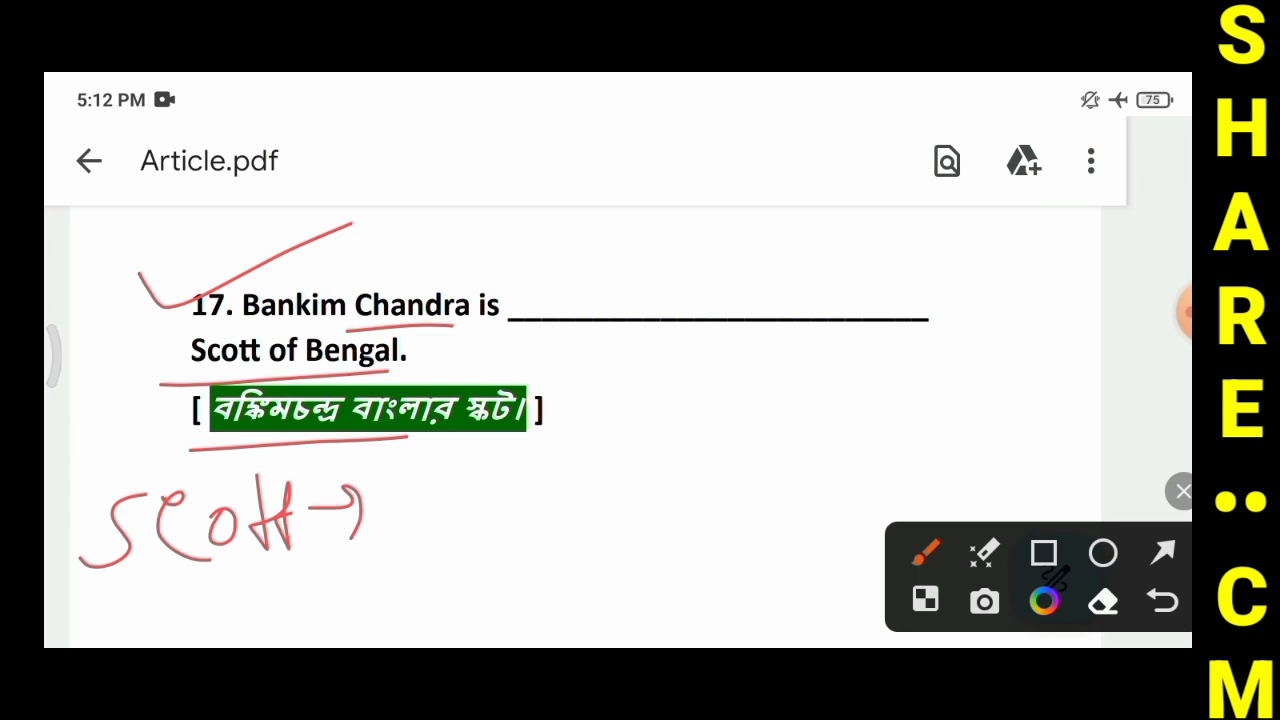 5:12 PM
75
Article.pdf
17. Bankim Chandra is ____________________________
Scott of Bengal.
[ বঙ্কিমচন্দ্র বাংলার স্কট। ]
Scott →
S
H
A
R
E
••
C
M